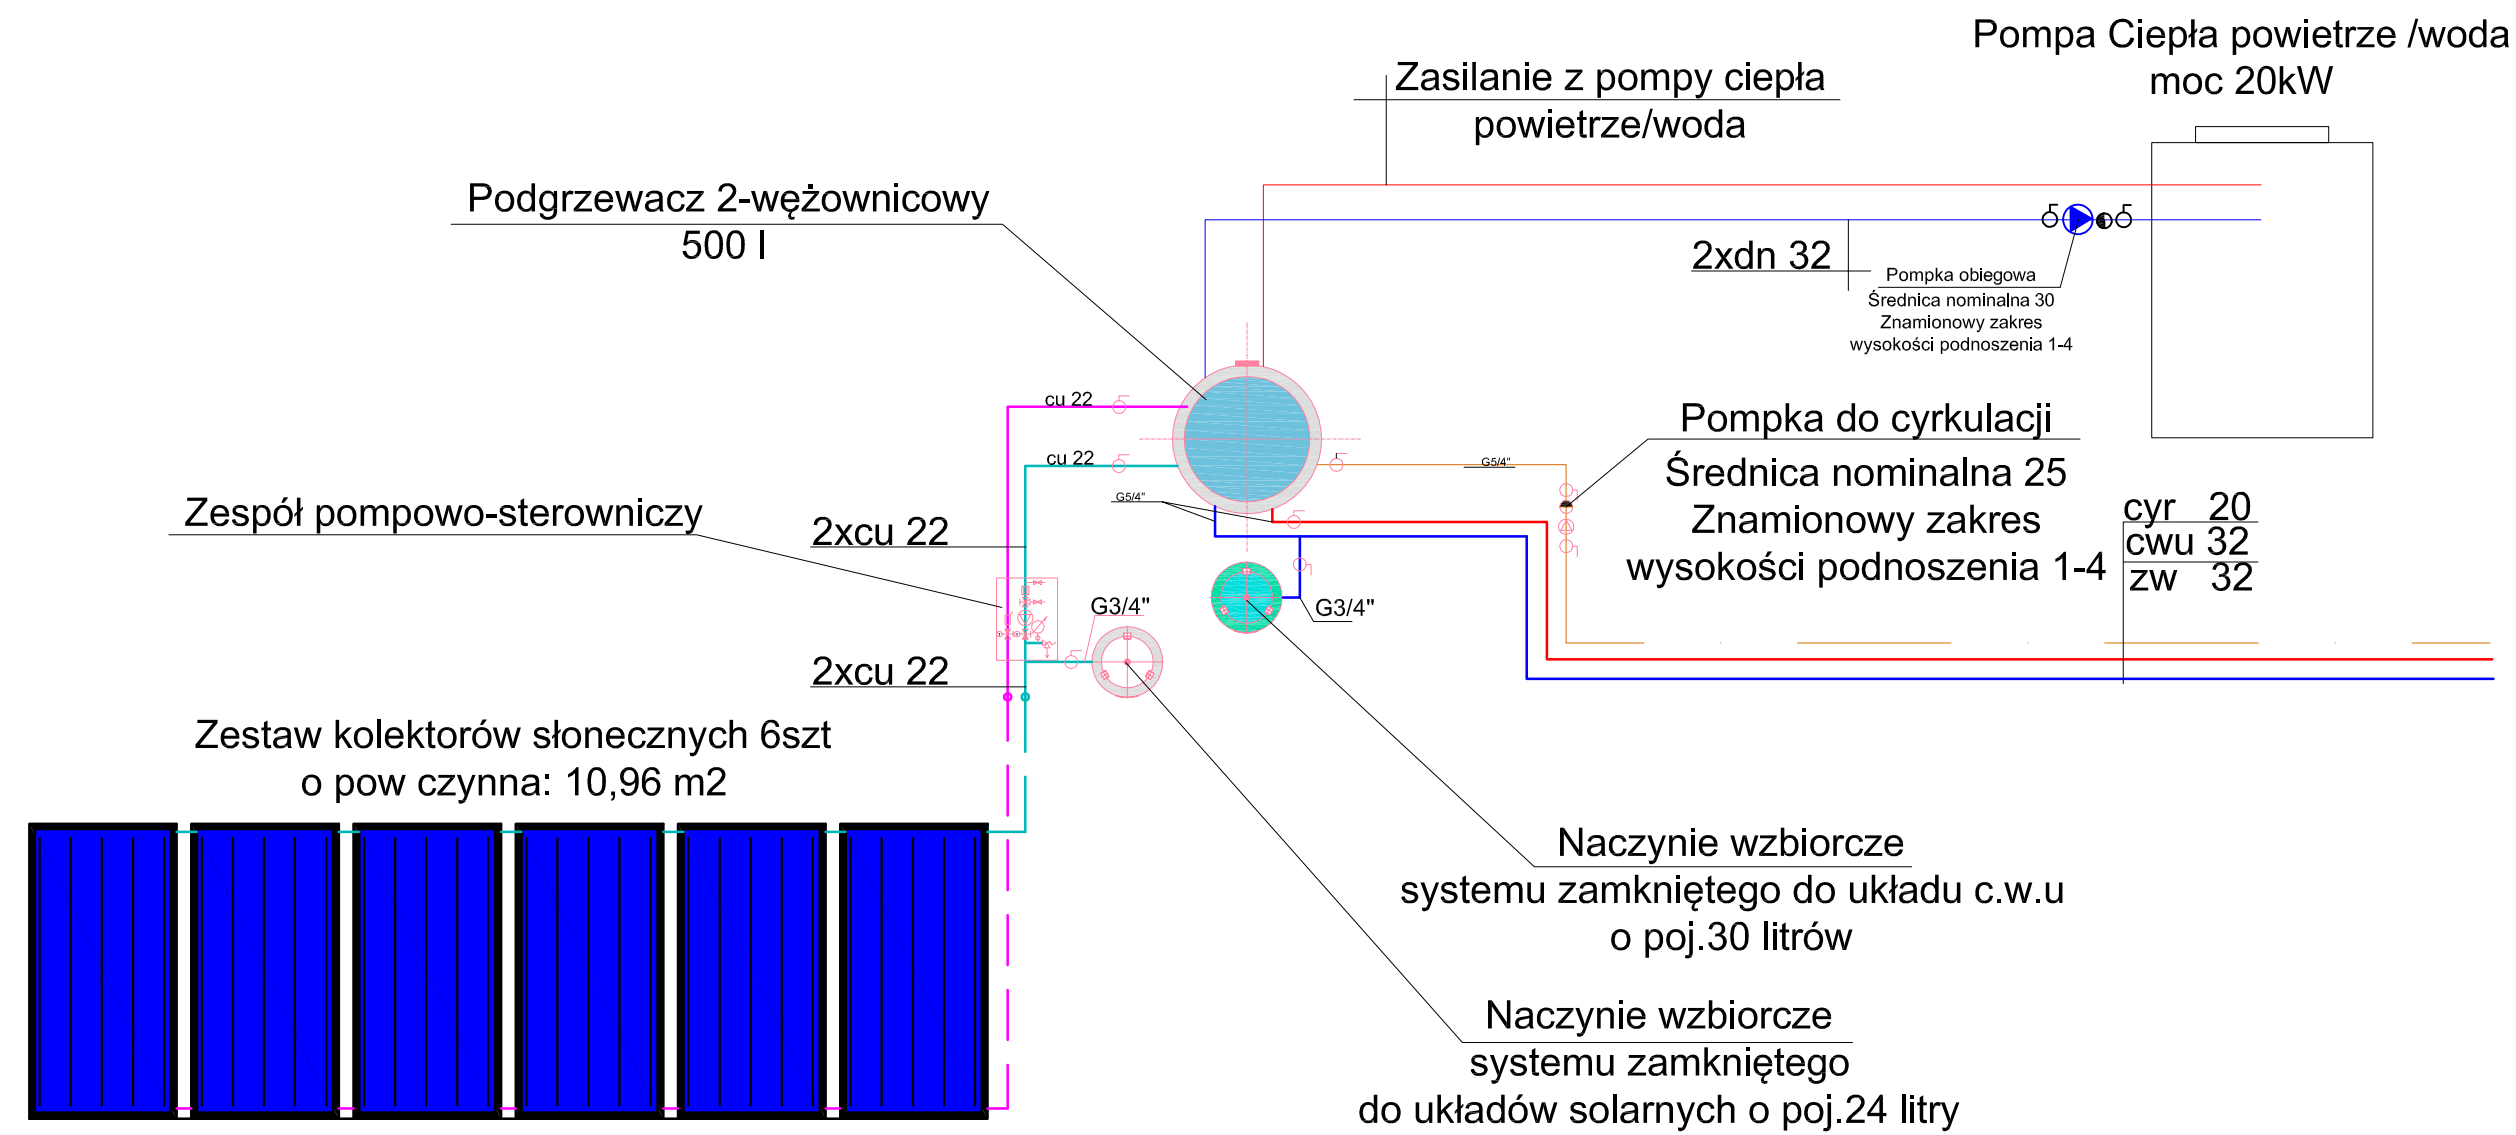 Pompa Ciepła powietrze /woda
moc 20kW
Zasilanie z pompy ciepła
powietrze/woda
Podgrzewacz 2-wężownicowy
500 l
2xdn 32
Pompka obiegowa
Średnica nominalna 30
Znamionowy zakres
wysokości podnoszenia 1-4
cu 22
cu 22
G5/4"
G5/4"
Pompka do cyrkulacji
Średnica nominalna 25
Znamionowy zakres
wysokości podnoszenia 1-4
cyr 20
cwu 32
zw 32
Zespół pompowo-sterowniczy
2xcu 22
G3/4"
G3/4"
2xcu 22
Zestaw kolektorów słonecznych 6szt
o pow czynna: 10,96 m2
Naczynie wzbiorcze
systemu zamkniętego do układu c.w.u
o poj.30 litrów
Naczynie wzbiorcze
systemu zamkniętego
do układów solarnych o poj.24 litry